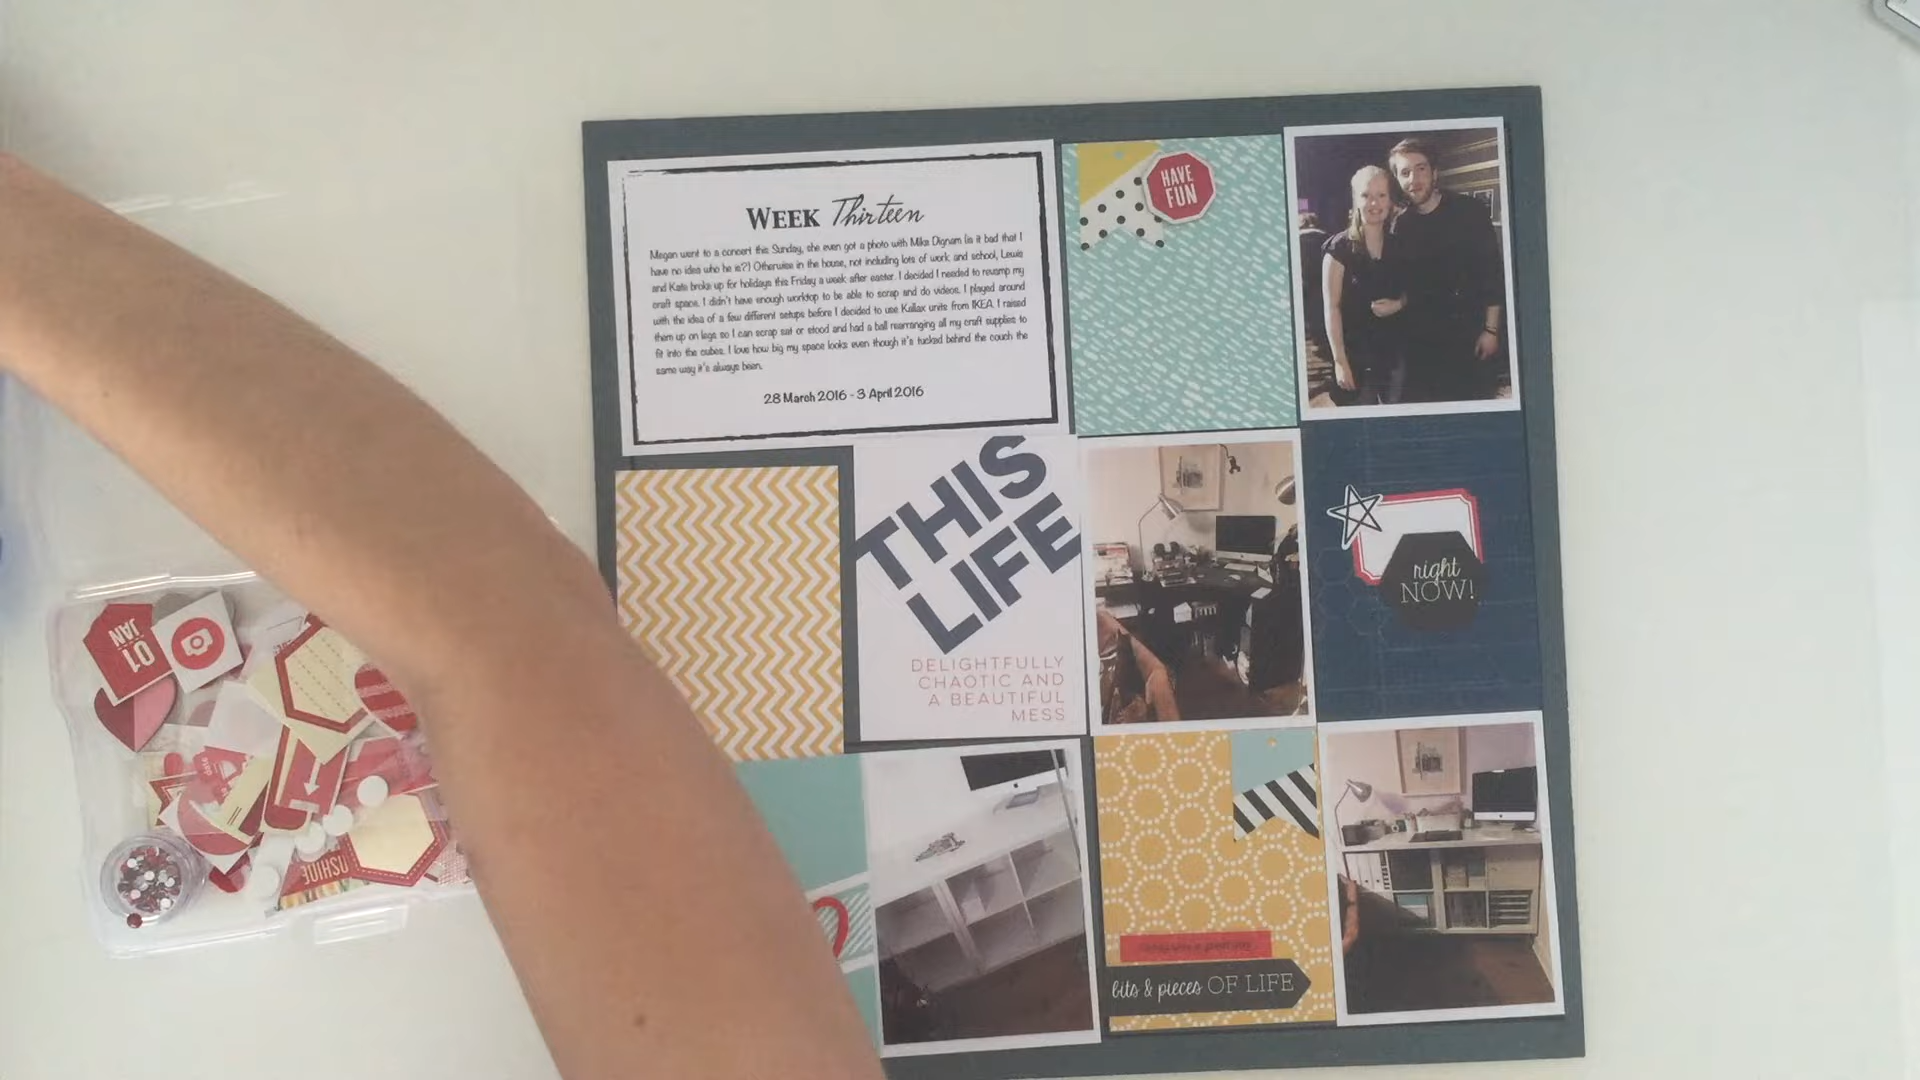 WEEK Thirteen
Megan went to a concert this Sunday, she even got a photo with Mike Dignam (is it bad that I
have no idea who he is?) Otherwise in the house, not including lots of work and school, Lewis
and Kate broke up for holidays this Friday a week after easter. I decided I needed to revamp my
craft space. I didn't have enough worktop to be able to scrap and do videos. I played around
with the idea of a few different setups before I decided to use Kallax units from IKEA. I raised
them up on legs so I can scrap sat or stood and had a ball rearranging all my craft supplies to
fit into the cubes. I love how big my space looks even though it's tucked behind the couch the
same way it's always been.
28 March 2016 - 3 April 2016
HAVE
FUN
THIS
LIFE
DELIGHTFULLY
CHAOTIC AND
A BEAUTIFUL
MESS
right
NOW!
01
JAN
bits & pieces OF LIFE